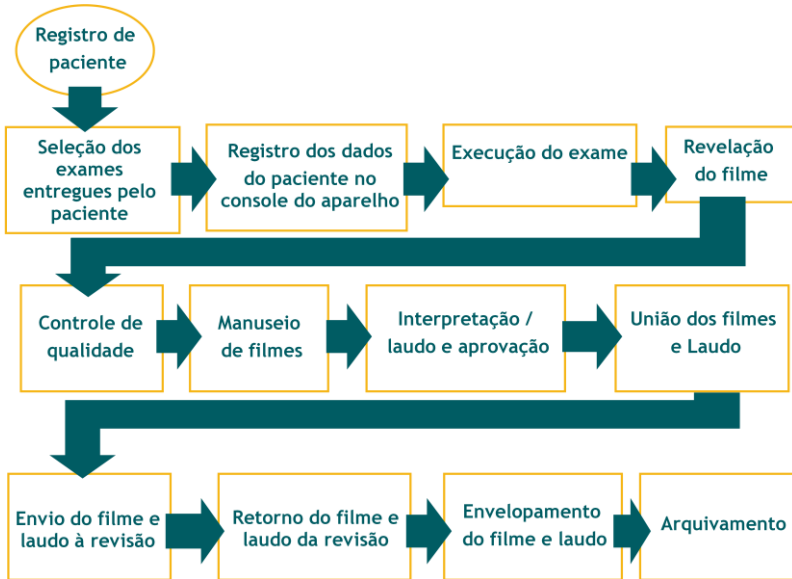 Registro de
paciente
Seleção dos
exames
entregues pelo
paciente
Registro dos dados
do paciente no
console do aparelho
Execução do exame
Revelação
do filme
Controle de
qualidade
Manuseio
de filmes
Interpretação /
laudo e aprovação
União dos filmes
e Laudo
Envio do filme e
laudo à revisão
Retorno do filme e
laudo da revisão
Envelopamento
do filme e laudo
Arquivamento